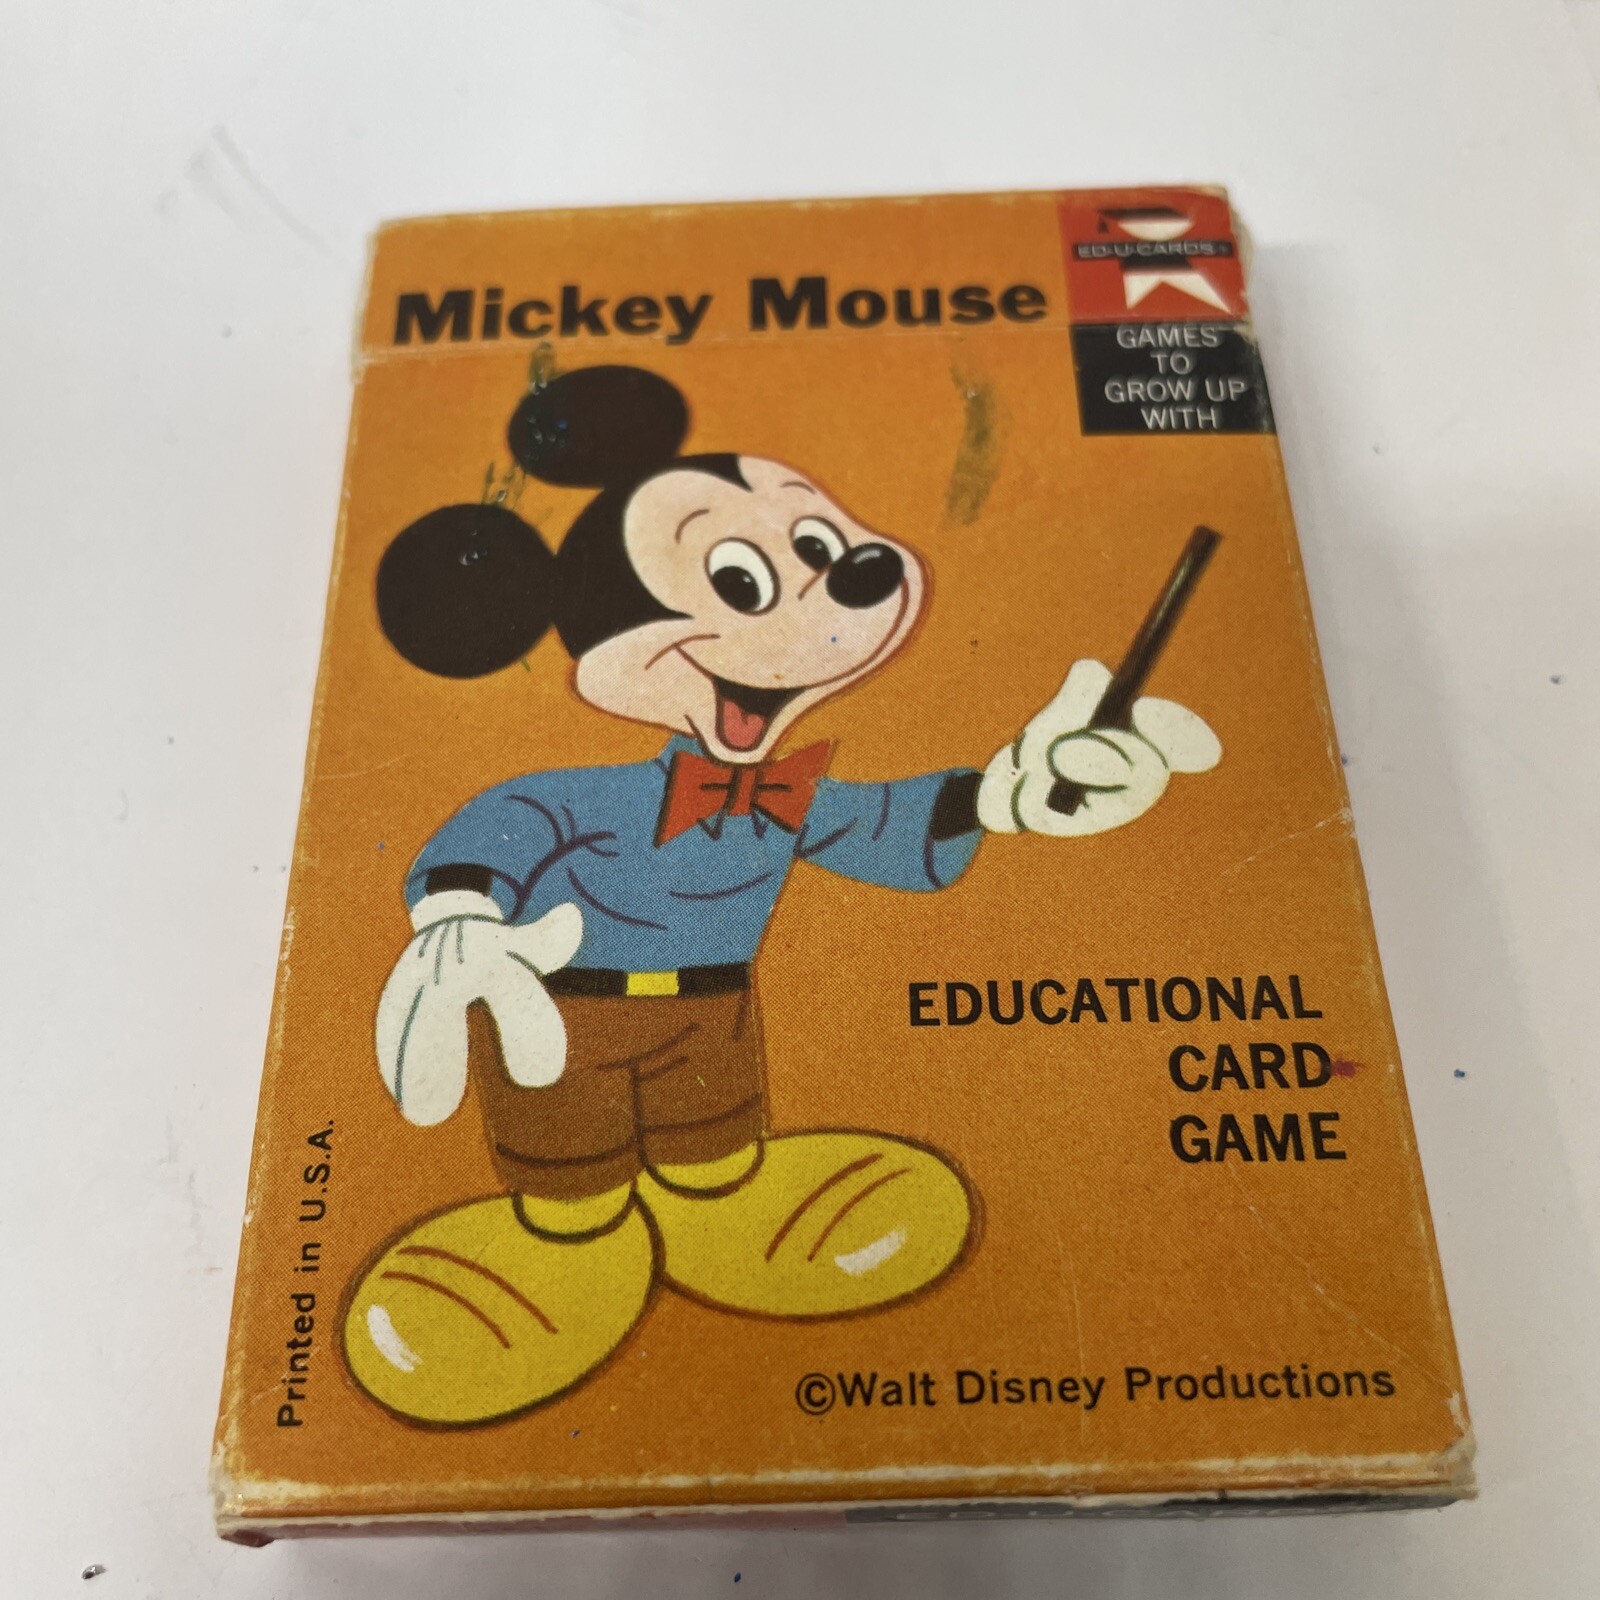 Mickey Mouse
ED-U-CARDS
GAMES
TO
GROW UP
WITH
EDUCATIONAL
CARD
GAME
Printed in U.S.A.
©Walt Disney Productions